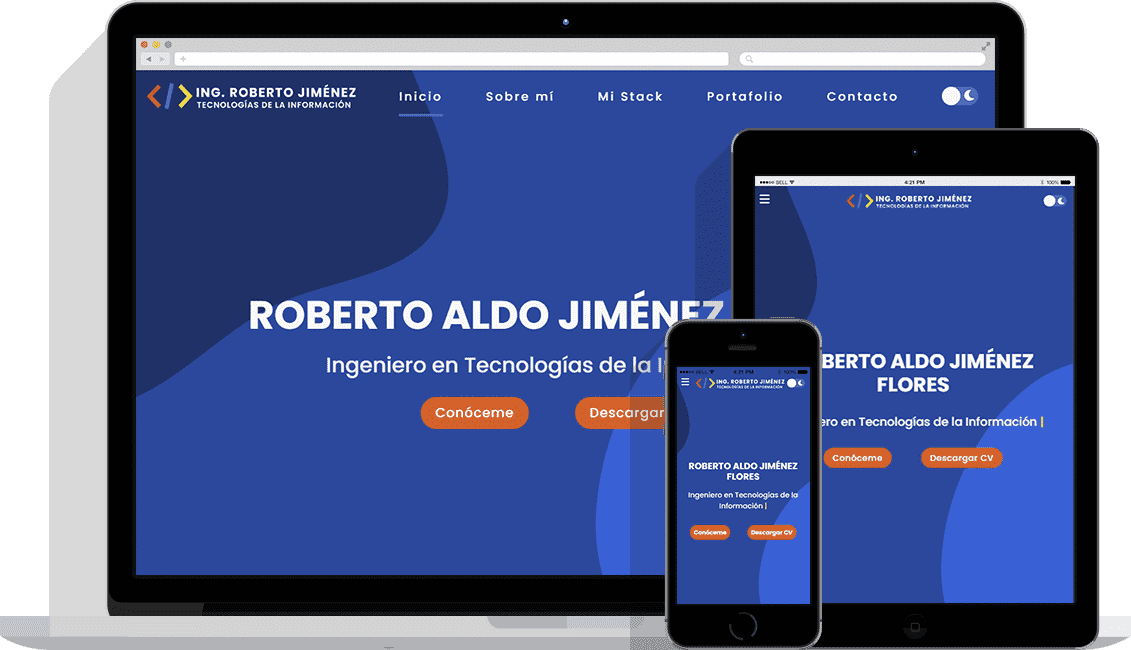 ING. ROBERTO JIMÉNEZ
TECNOLOGÍAS DE LA INFORMACIÓN
Inicio
Sobre mí
Mi Stack
Portafolio
Contacto
ROBERTO ALDO JIMÉNEZ
Ingeniero en Tecnologías de la
Conóceme
Descargar
BELL
4:21 PM
100%
ING. ROBERTO JIMÉNEZ
TECNOLOGÍAS DE LA INFORMACIÓN
BERTO ALDO JIMÉNEZ
FLORES
ero en Tecnologías de la Información |
Conóceme
Descargar CV
BELL
4:21 PM
100%
ING. ROBERTO JIMÉNEZ
TECNOLOGÍAS DE LA INFORMACIÓN
ROBERTO ALDO JIMÉNEZ
FLORES
Ingeniero en Tecnologías de la
Información |
Conóceme
Descargar CV